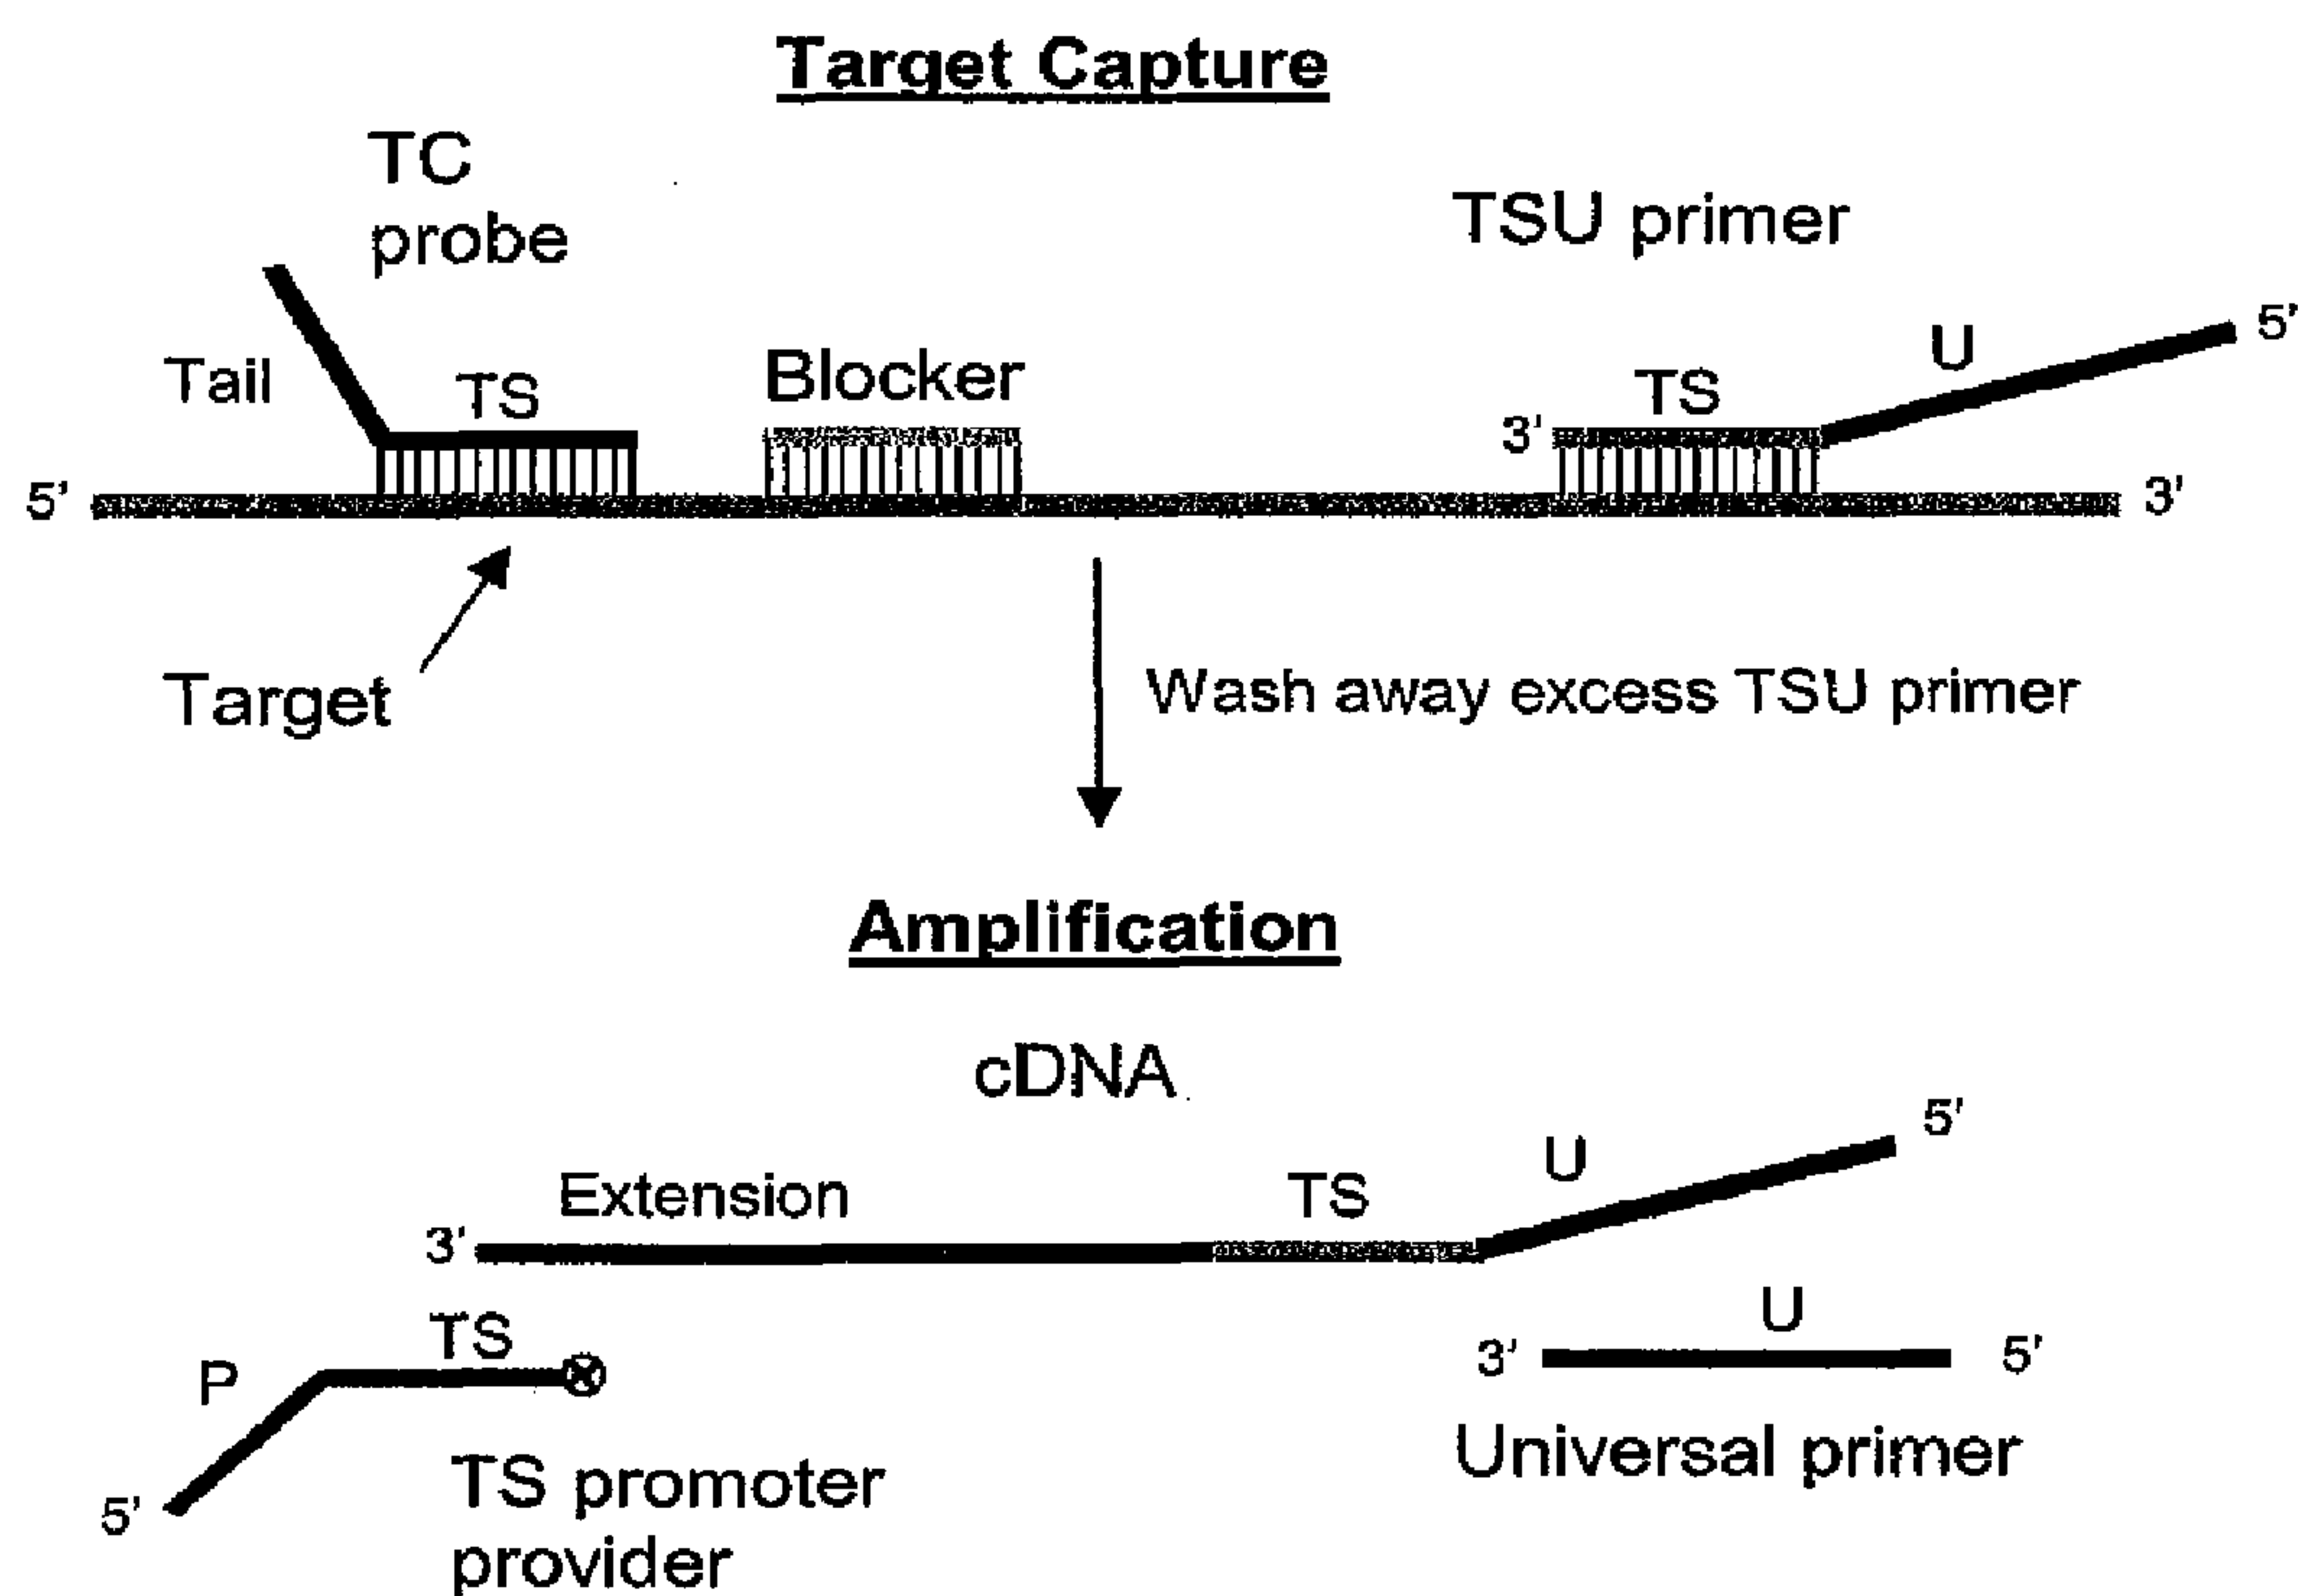 Target Capture
TC
probe
TSU primer
5'
U
Tail
TS
Blocker
TS
3'
5'
3'
Target
Wash away excess TSU primer
Amplification
cDNA
5'
U
Extension
TS
3'
TS
U
P
3'
5'
Universal primer
5'
TS promoter
provider